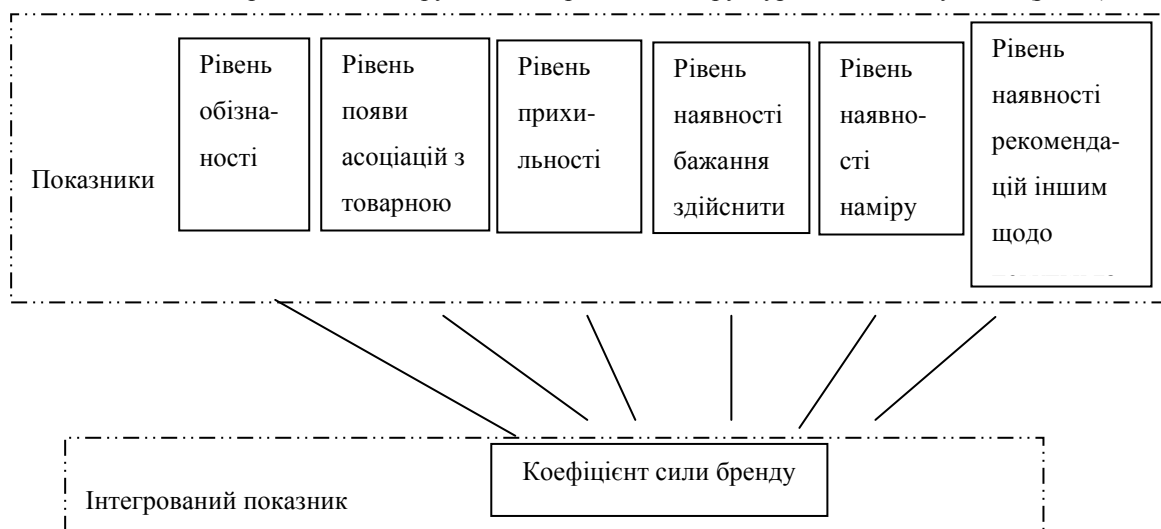 Показники
Рівень
обізна-
ності
Рівень
появи
асоціацій з
товарною
Рівень
прихи-
льності
Рівень
наявності
бажання
здійснити
Рівень
наявно-
сті
наміру
Рівень
наявності
рекоменда-
цій іншим
щодо
Коефіцієнт сили бренду
Інтегрований показник